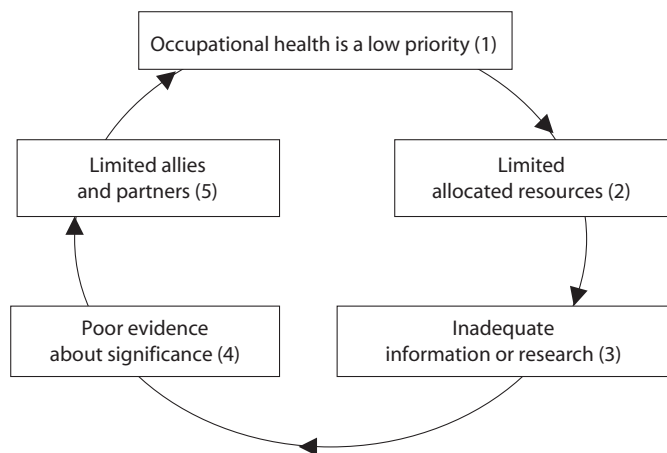 Occupational health is a low priority (1)
Limited
allocated resources (2)
Inadequate
information or research (3)
Poor evidence
about significance (4)
Limited allies
and partners (5)